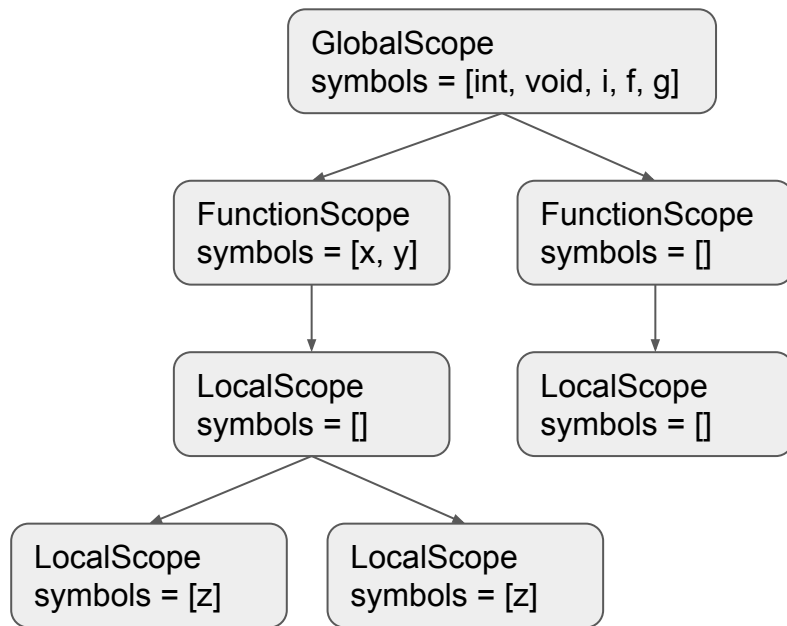 GlobalScope
symbols = [int, void, i, f, g]
FunctionScope
symbols = [x, y]
FunctionScope
symbols = []
LocalScope
symbols = []
LocalScope
symbols = []
LocalScope
symbols = [z]
LocalScope
symbols = [z]